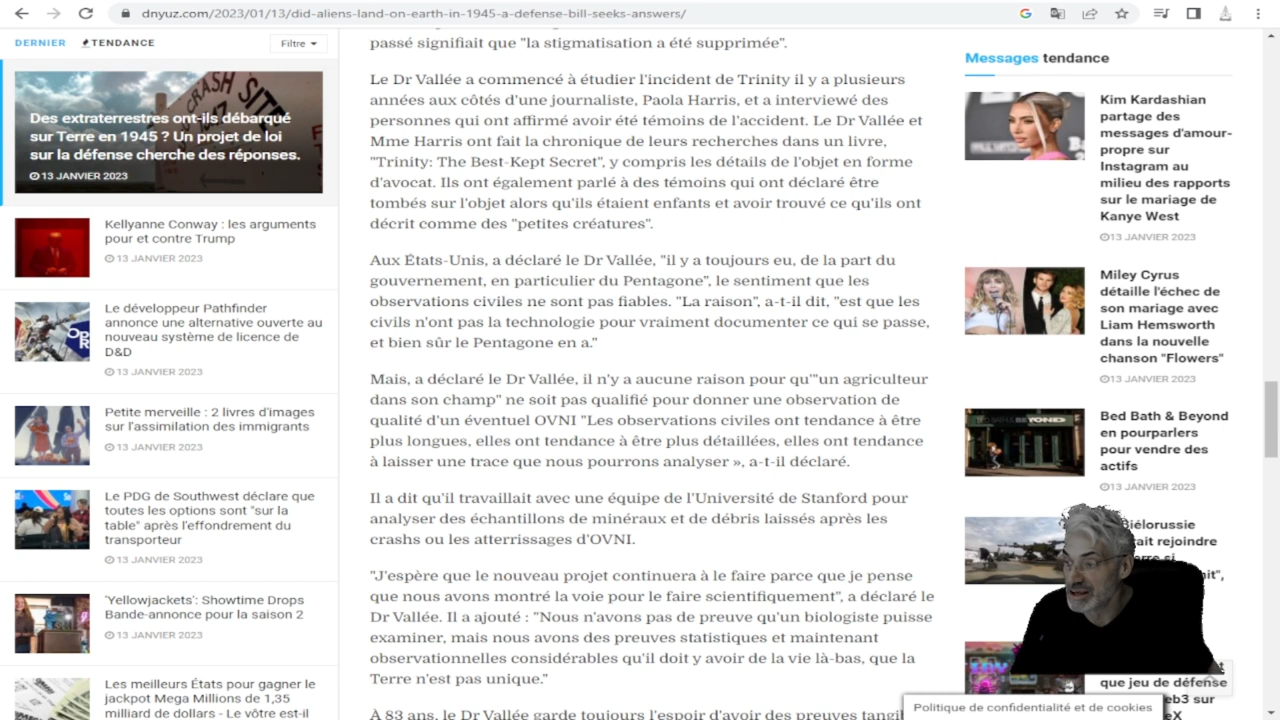 dnyuz.com/2023/01/13/did-aliens-land-on-earth-in-1945-a-defense-bill-seeks-answers/
DERNIER
TENDANCE
Filtre
CRASH SITE
Des extraterrestres ont-ils débarqué
sur Terre en 1945 ? Un projet de loi
sur la défense cherche des réponses.
13 JANVIER 2023
Kellyanne Conway : les arguments
pour et contre Trump
13 JANVIER 2023
Le développeur Pathfinder
annonce une alternative ouverte au
nouveau système de licence de
D&D
13 JANVIER 2023
Petite merveille : 2 livres d'images
sur l'assimilation des immigrants
13 JANVIER 2023
Le PDG de Southwest déclare que
toutes les options sont "sur la
table" après l'effondrement du
transporteur
13 JANVIER 2023
'Yellowjackets': Showtime Drops
Bande-annonce pour la saison 2
13 JANVIER 2023
Les meilleurs États pour gagner le
jackpot Mega Millions de 1,35
milliard de dollars - Le vôtre est-il
passé signifiait que "la stigmatisation a été supprimée".
Le Dr Vallée a commencé à étudier l'incident de Trinity il y a plusieurs
années aux côtés d'une journaliste, Paola Harris, et a interviewé des
personnes qui ont affirmé avoir été témoins de l'accident. Le Dr Vallée et
Mme Harris ont fait la chronique de leurs recherches dans un livre,
"Trinity: The Best-Kept Secret", y compris les détails de l'objet en forme
d'avocat. Ils ont également parlé à des témoins qui ont déclaré être
tombés sur l'objet alors qu'ils étaient enfants et avoir trouvé ce qu'ils ont
décrit comme des "petites créatures".
Aux États-Unis, a déclaré le Dr Vallée, "il y a toujours eu, de la part du
gouvernement, en particulier du Pentagone", le sentiment que les
observations civiles ne sont pas fiables. "La raison", a-t-il dit, "est que les
civils n'ont pas la technologie pour vraiment documenter ce qui se passe,
et bien sûr le Pentagone en a."
Mais, a déclaré le Dr Vallée, il n'y a aucune raison pour qu'"un agriculteur
dans son champ" ne soit pas qualifié pour donner une observation de
qualité d'un éventuel OVNI "Les observations civiles ont tendance à être
plus longues, elles ont tendance à être plus détaillées, elles ont tendance
à laisser une trace que nous pourrons analyser », a-t-il déclaré.
Il a dit qu'il travaillait avec une équipe de l'Université de Stanford pour
analyser des échantillons de minéraux et de débris laissés après les
crashs ou les atterrissages d'OVNI.
"J'espère que le nouveau projet continuera à le faire parce que je pense
que nous avons montré la voie pour le faire scientifiquement", a déclaré le
Dr Vallée. Il a ajouté : "Nous n'avons pas de preuve qu'un biologiste puisse
examiner, mais nous avons des preuves statistiques et maintenant
observationnelles considérables qu'il doit y avoir de la vie là-bas, que la
Terre n'est pas unique."
À 83 ans, le Dr Vallée garde toujours l'espoir d'avoir des preuves
Messages tendance
Kim Kardashian
partage des
messages d'amour-
propre sur
Instagram au
milieu des rapports
sur le mariage de
Kanye West
13 JANVIER 2023
Miley Cyrus
détaille l'échec de
son mariage avec
Liam Hemsworth
dans la nouvelle
chanson "Flowers"
13 JANVIER 2023
Bed Bath & Beyond
en pourparlers
pour vendre des
actifs
13 JANVIER 2023
Biélorussie
rejoindre
si
que jeu de défense
sur
Politique de confidentialité et de cookies